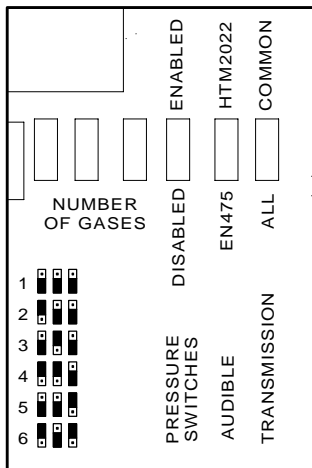 ENABLED
HTM2022
COMMON
NUMBER
OF GASES
DISABLED
EN475
ALL
1
2
3
4
5
6
PRESSURE
SWITCHES
AUDIBLE
TRANSMISSION